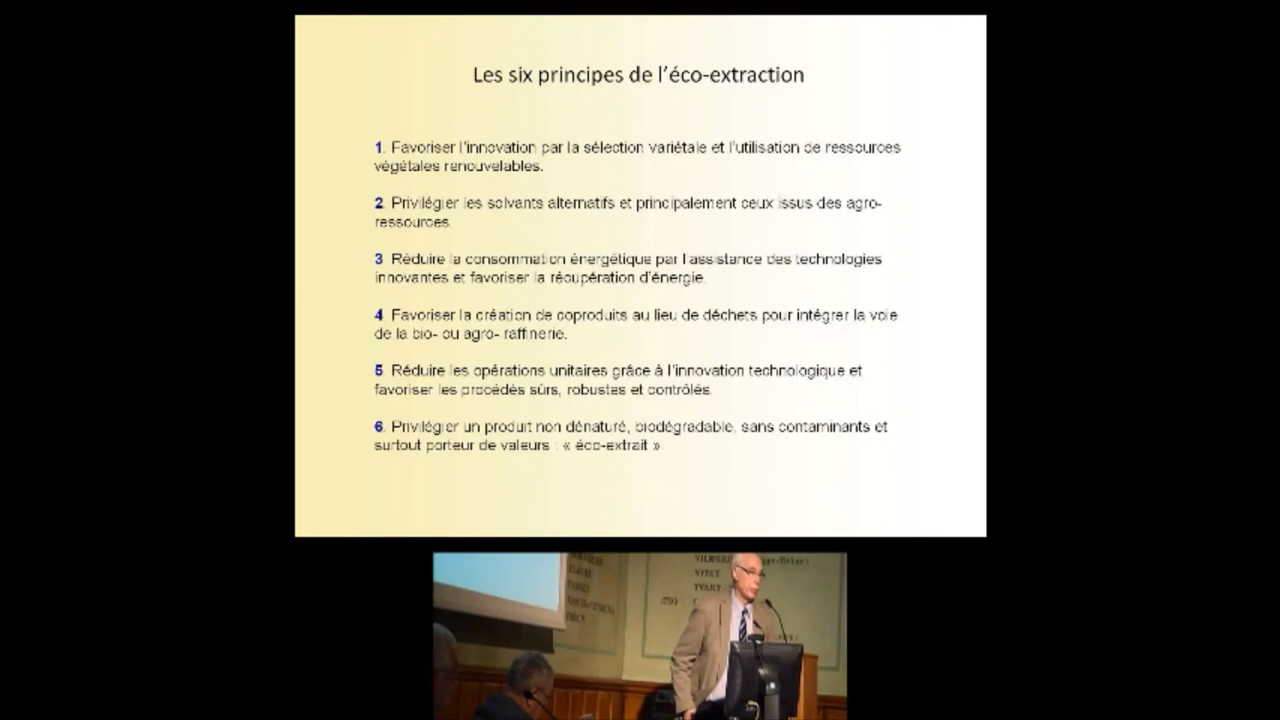 Les six principes de l'éco-extraction
1. Favoriser l'innovation par la sélection variétale et l'utilisation de ressources
végétales renouvelables.
2. Privilégier les solvants alternatifs et principalement ceux issus des agro-
ressources
3 Réduire la consommation énergétique par l'assistance des technologies
innovantes et favoriser la récupération d'énergie.
4. Favoriser la création de coproduits au lieu de déchets pour intégrer la voie
de la bio- ou agro- raffinerie.
5. Réduire les opérations unitaires grâce à l'innovation technologique et
favoriser les procédés sûrs, robustes et contrôlés.
6. Privilégier un produit non dénaturé, biodégradable, sans contaminants et
surtout porteur de valeurs : « éco-extrait »
VITET
YVART